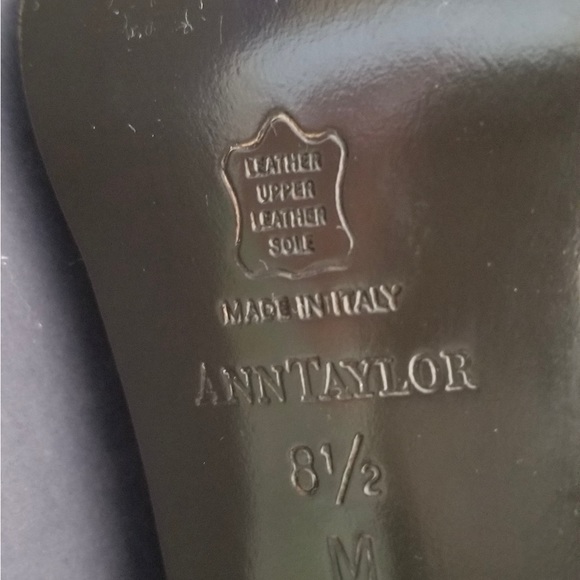 LEATHER
UPPER
LEATHER
SOLE
MADE IN ITALY
ANNTAYLOR
8½
M